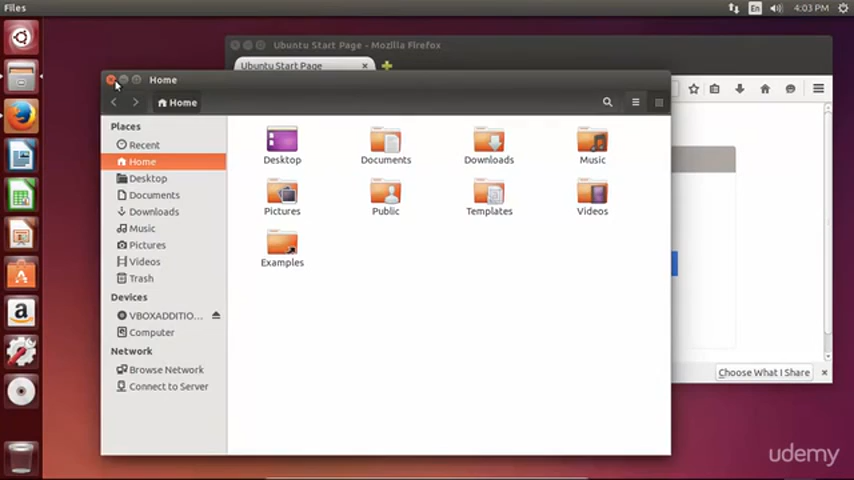 Files
En
4:03 PM
Ubuntu Start Page - Mozilla Firefox
Ubuntu Start Page
Home
Home
Places
Recent
Home
Desktop
Documents
Downloads
Music
Pictures
Videos
Trash
Devices
VBOXADDITIO...
Computer
Network
Browse Network
Connect to Server
Desktop
Documents
Downloads
Music
Pictures
Public
Templates
Videos
Examples
Choose What I Share
udemy